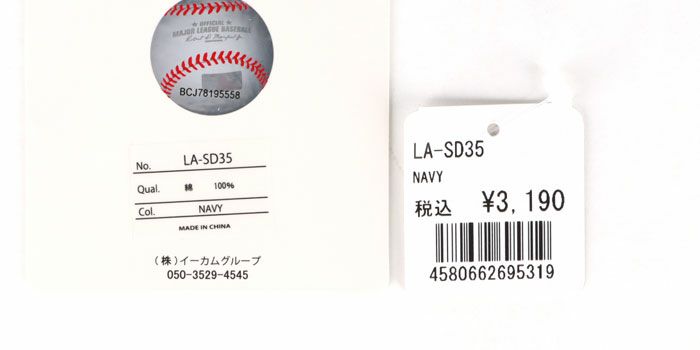 OFFICIAL
MAJOR LEAGUE BASEBALL
BCJ78195558
No. LA-SD35
Qual. 綿 100%
Col. NAVY
MADE IN CHINA
(株)イーカムグループ
050-3529-4545
LA-SD35
NAVY
税込 ¥3,190
4580662695319